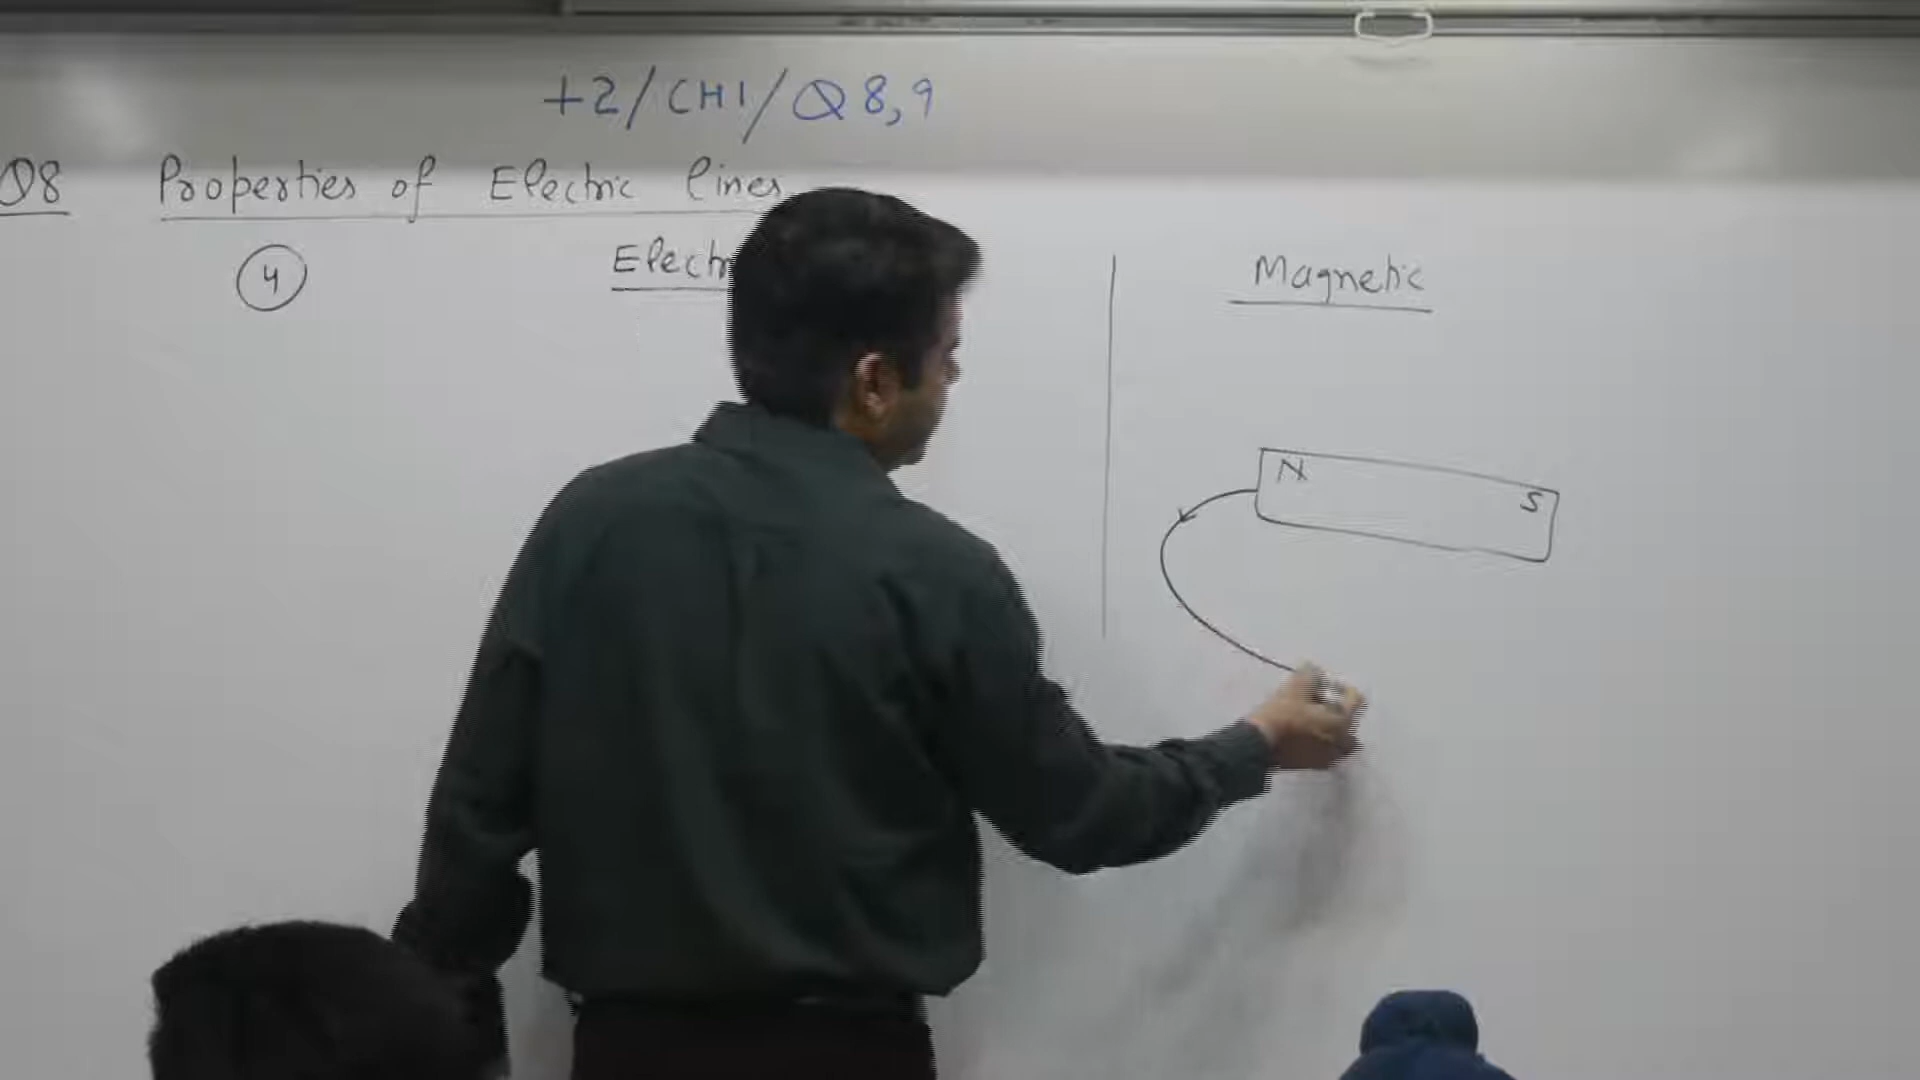 +2/CH1/Q8,9
Q8 Properties of Electric lines
4
Magnetic
N
S